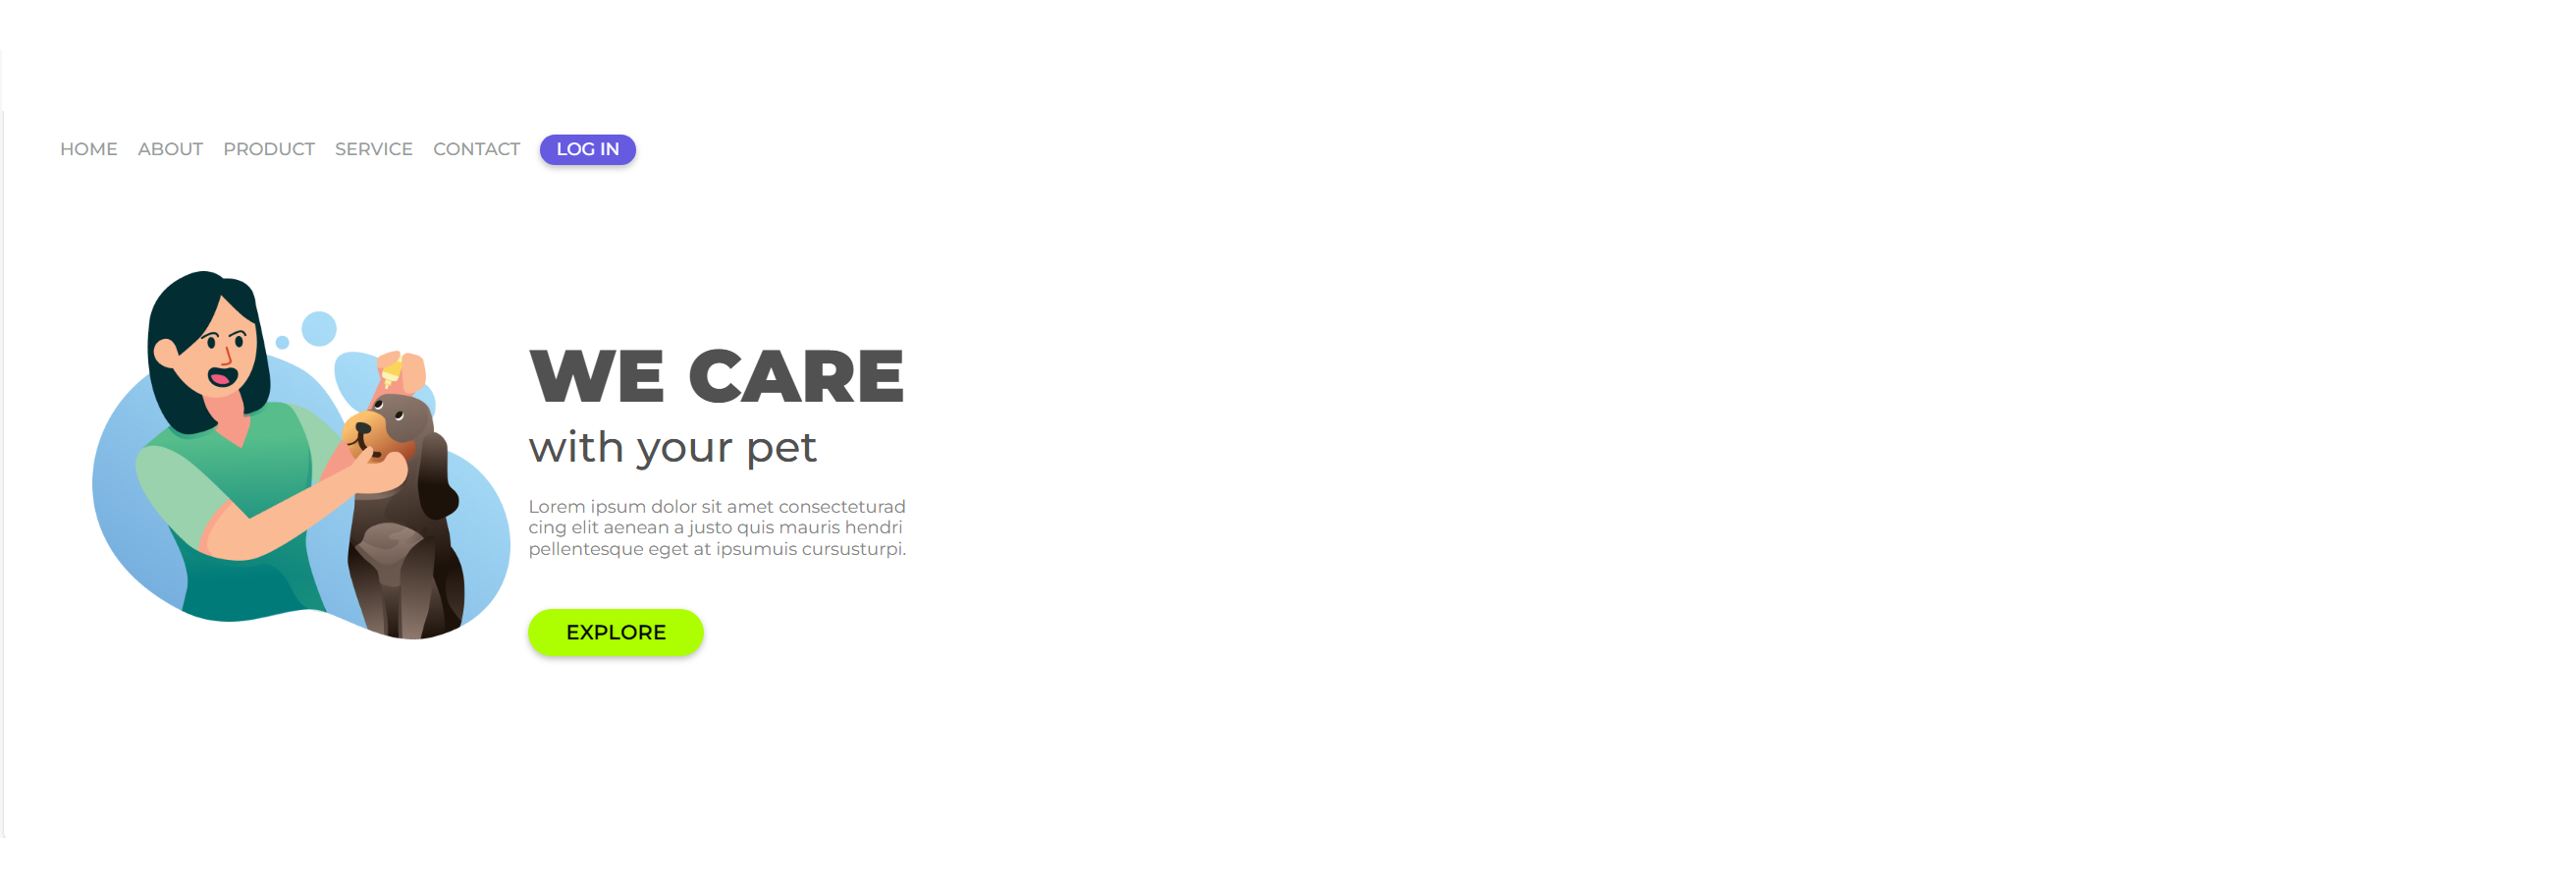 HOME ABOUT PRODUCT SERVICE CONTACT LOG IN
WE CARE
with your pet
Lorem ipsum dolor sit amet consecteturad
cing elit aenean a justo quis mauris hendri
pellentesque eget at ipsumuis cursusturpi.
EXPLORE